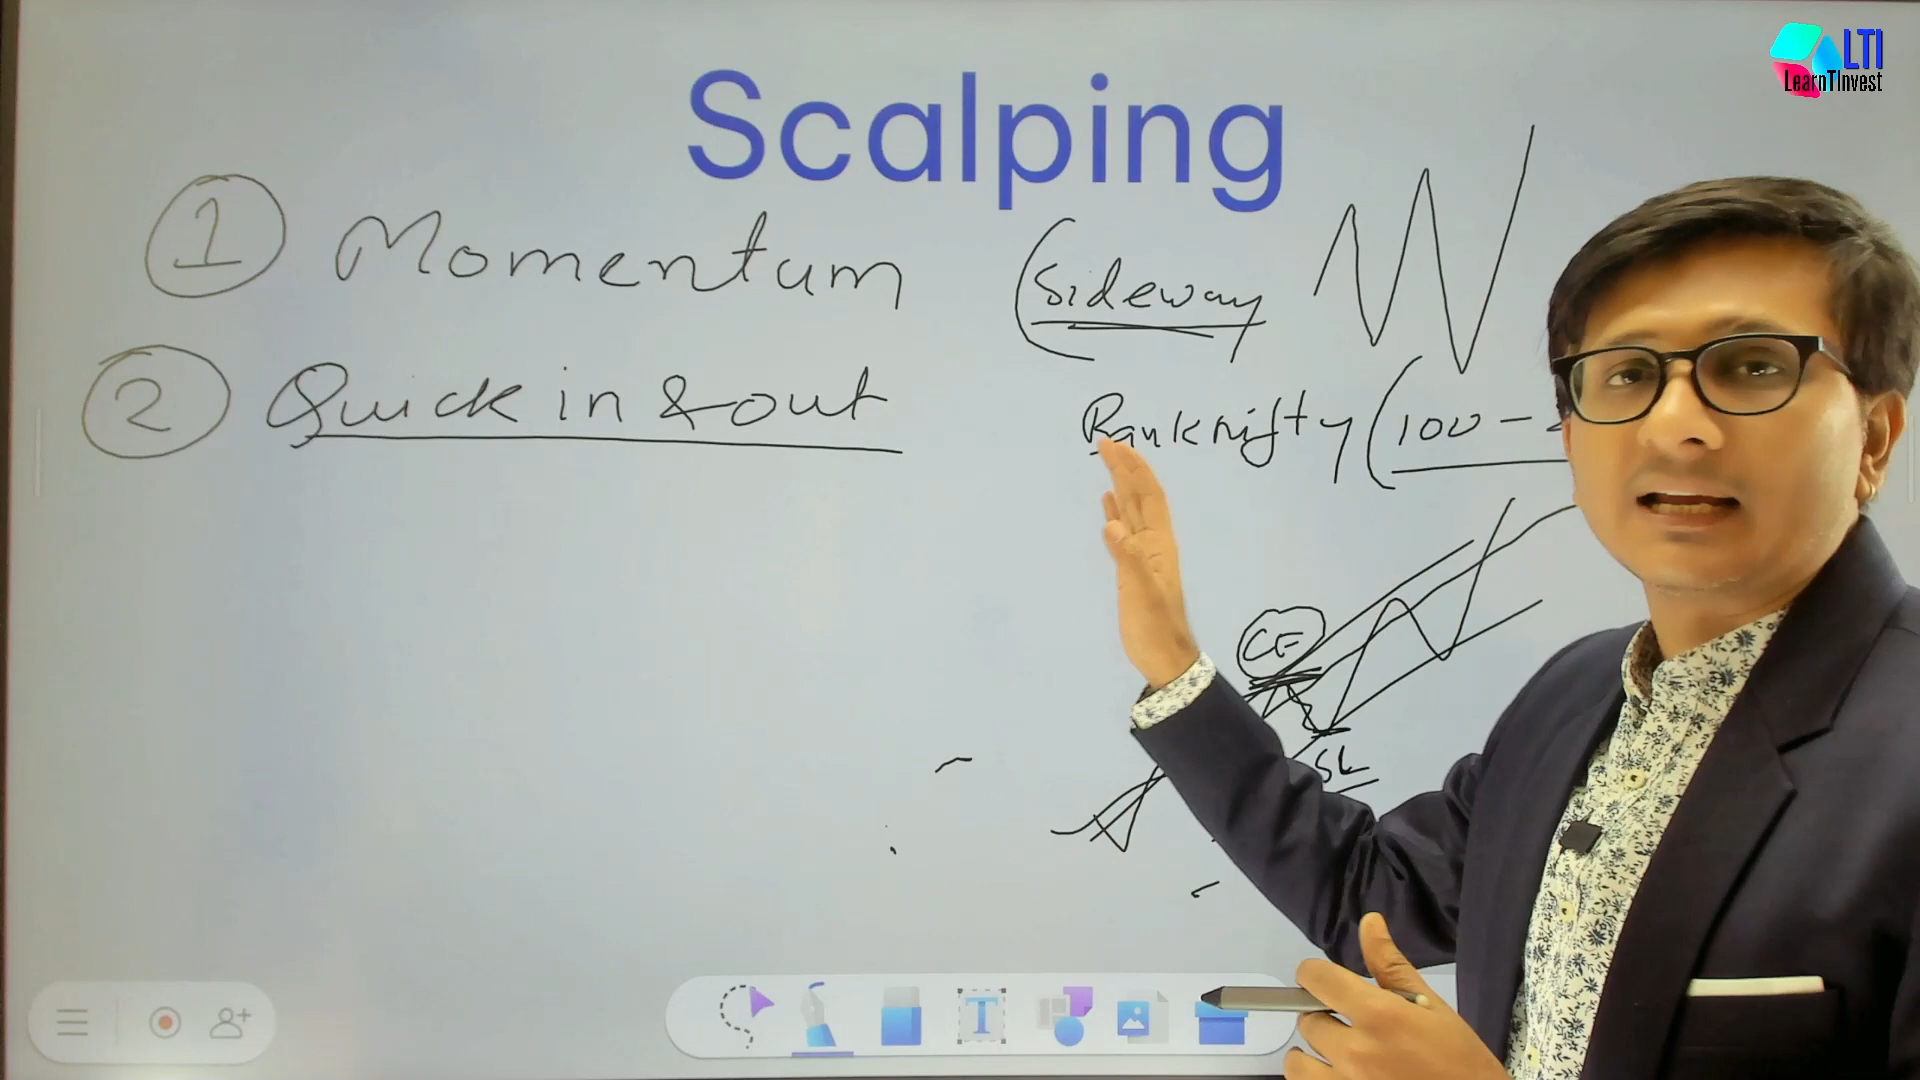 LTI
LearnTInvest
Scalping
1 Momentum
(Sideway
2 Quick in & out
Banknifty (100 -
CE
SL
T